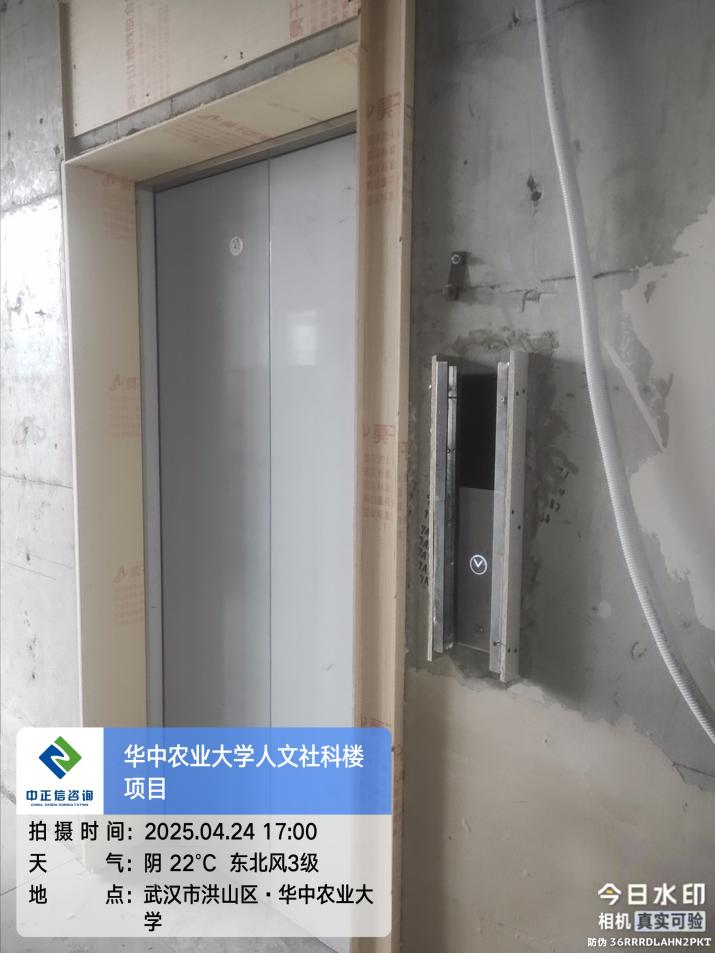 华中农业大学人文社科楼
项目
中正信咨询
CHINA ZZXIN CONSULTATION
拍摄时间: 2025.04.24 17:00
天气: 阴 22℃ 东北风3级
地点: 武汉市洪山区·华中农业大
学
今日水印
相机 真实可验
防伪 36RRRDLAHN2PKT